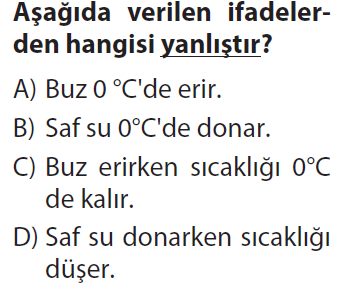 Aşağıda verilen ifadeler-
den hangisi yanlıştır?
A) Buz 0 °C'de erir.
B) Saf su 0°C'de donar.
C) Buz erirken sıcaklığı 0°C
de kalır.
D) Saf su donarken sıcaklığı
düşer.